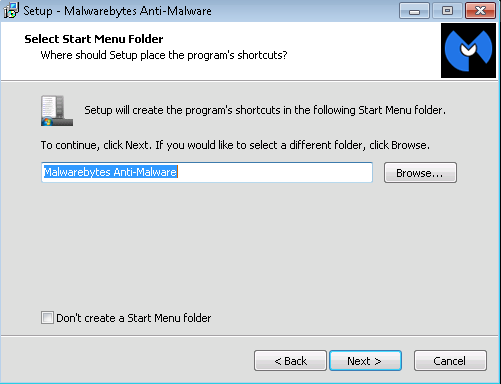 Setup - Malwarebytes Anti-Malware
Select Start Menu Folder
Where should Setup place the program's shortcuts?
Setup will create the program's shortcuts in the following Start Menu folder.
To continue, click Next. If you would like to select a different folder, click Browse.
Malwarebytes Anti-Malware
Browse...
Don't create a Start Menu folder
< Back
Next >
Cancel